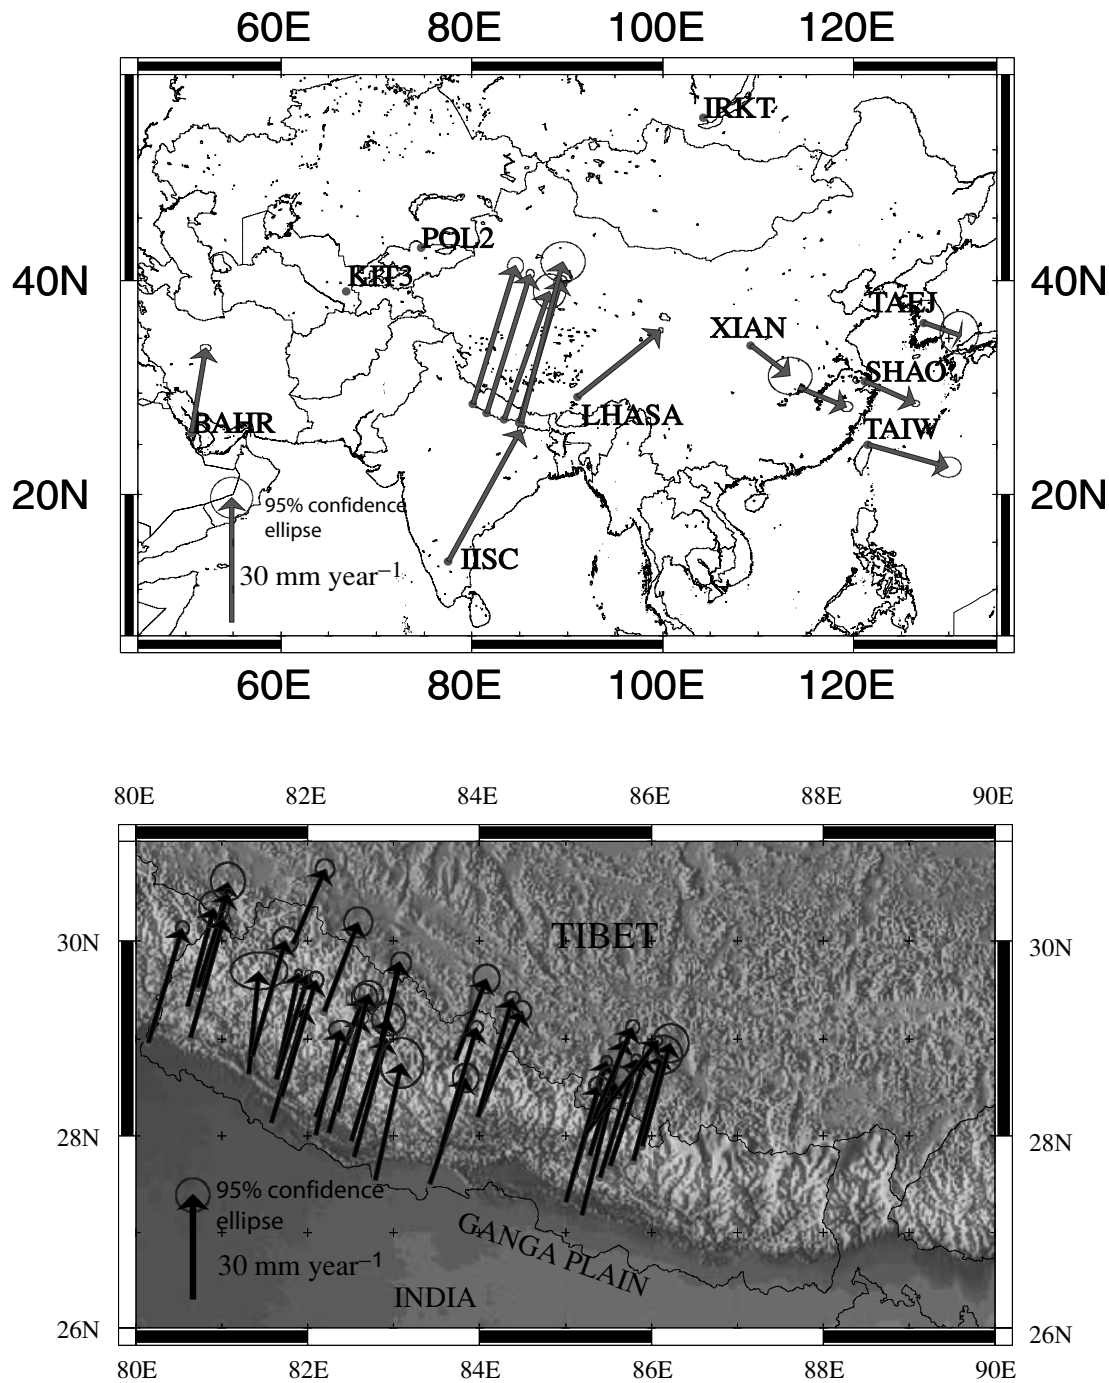 60E 80E 100E 120E
IRKT
POL2
KIT3
40N 40N
TAEJ
XIAN
SHAO
BAHR
LHASA
TAIW
20N 20N
95% confidence
ellipse
IISC
30 mm year⁻¹
60E 80E 100E 120E
80E 82E 84E 86E 88E 90E
TIBET
30N 30N
28N 28N
95% confidence
ellipse
GANGA PLAIN
30 mm year⁻¹
INDIA
26N 26N
80E 82E 84E 86E 88E 90E